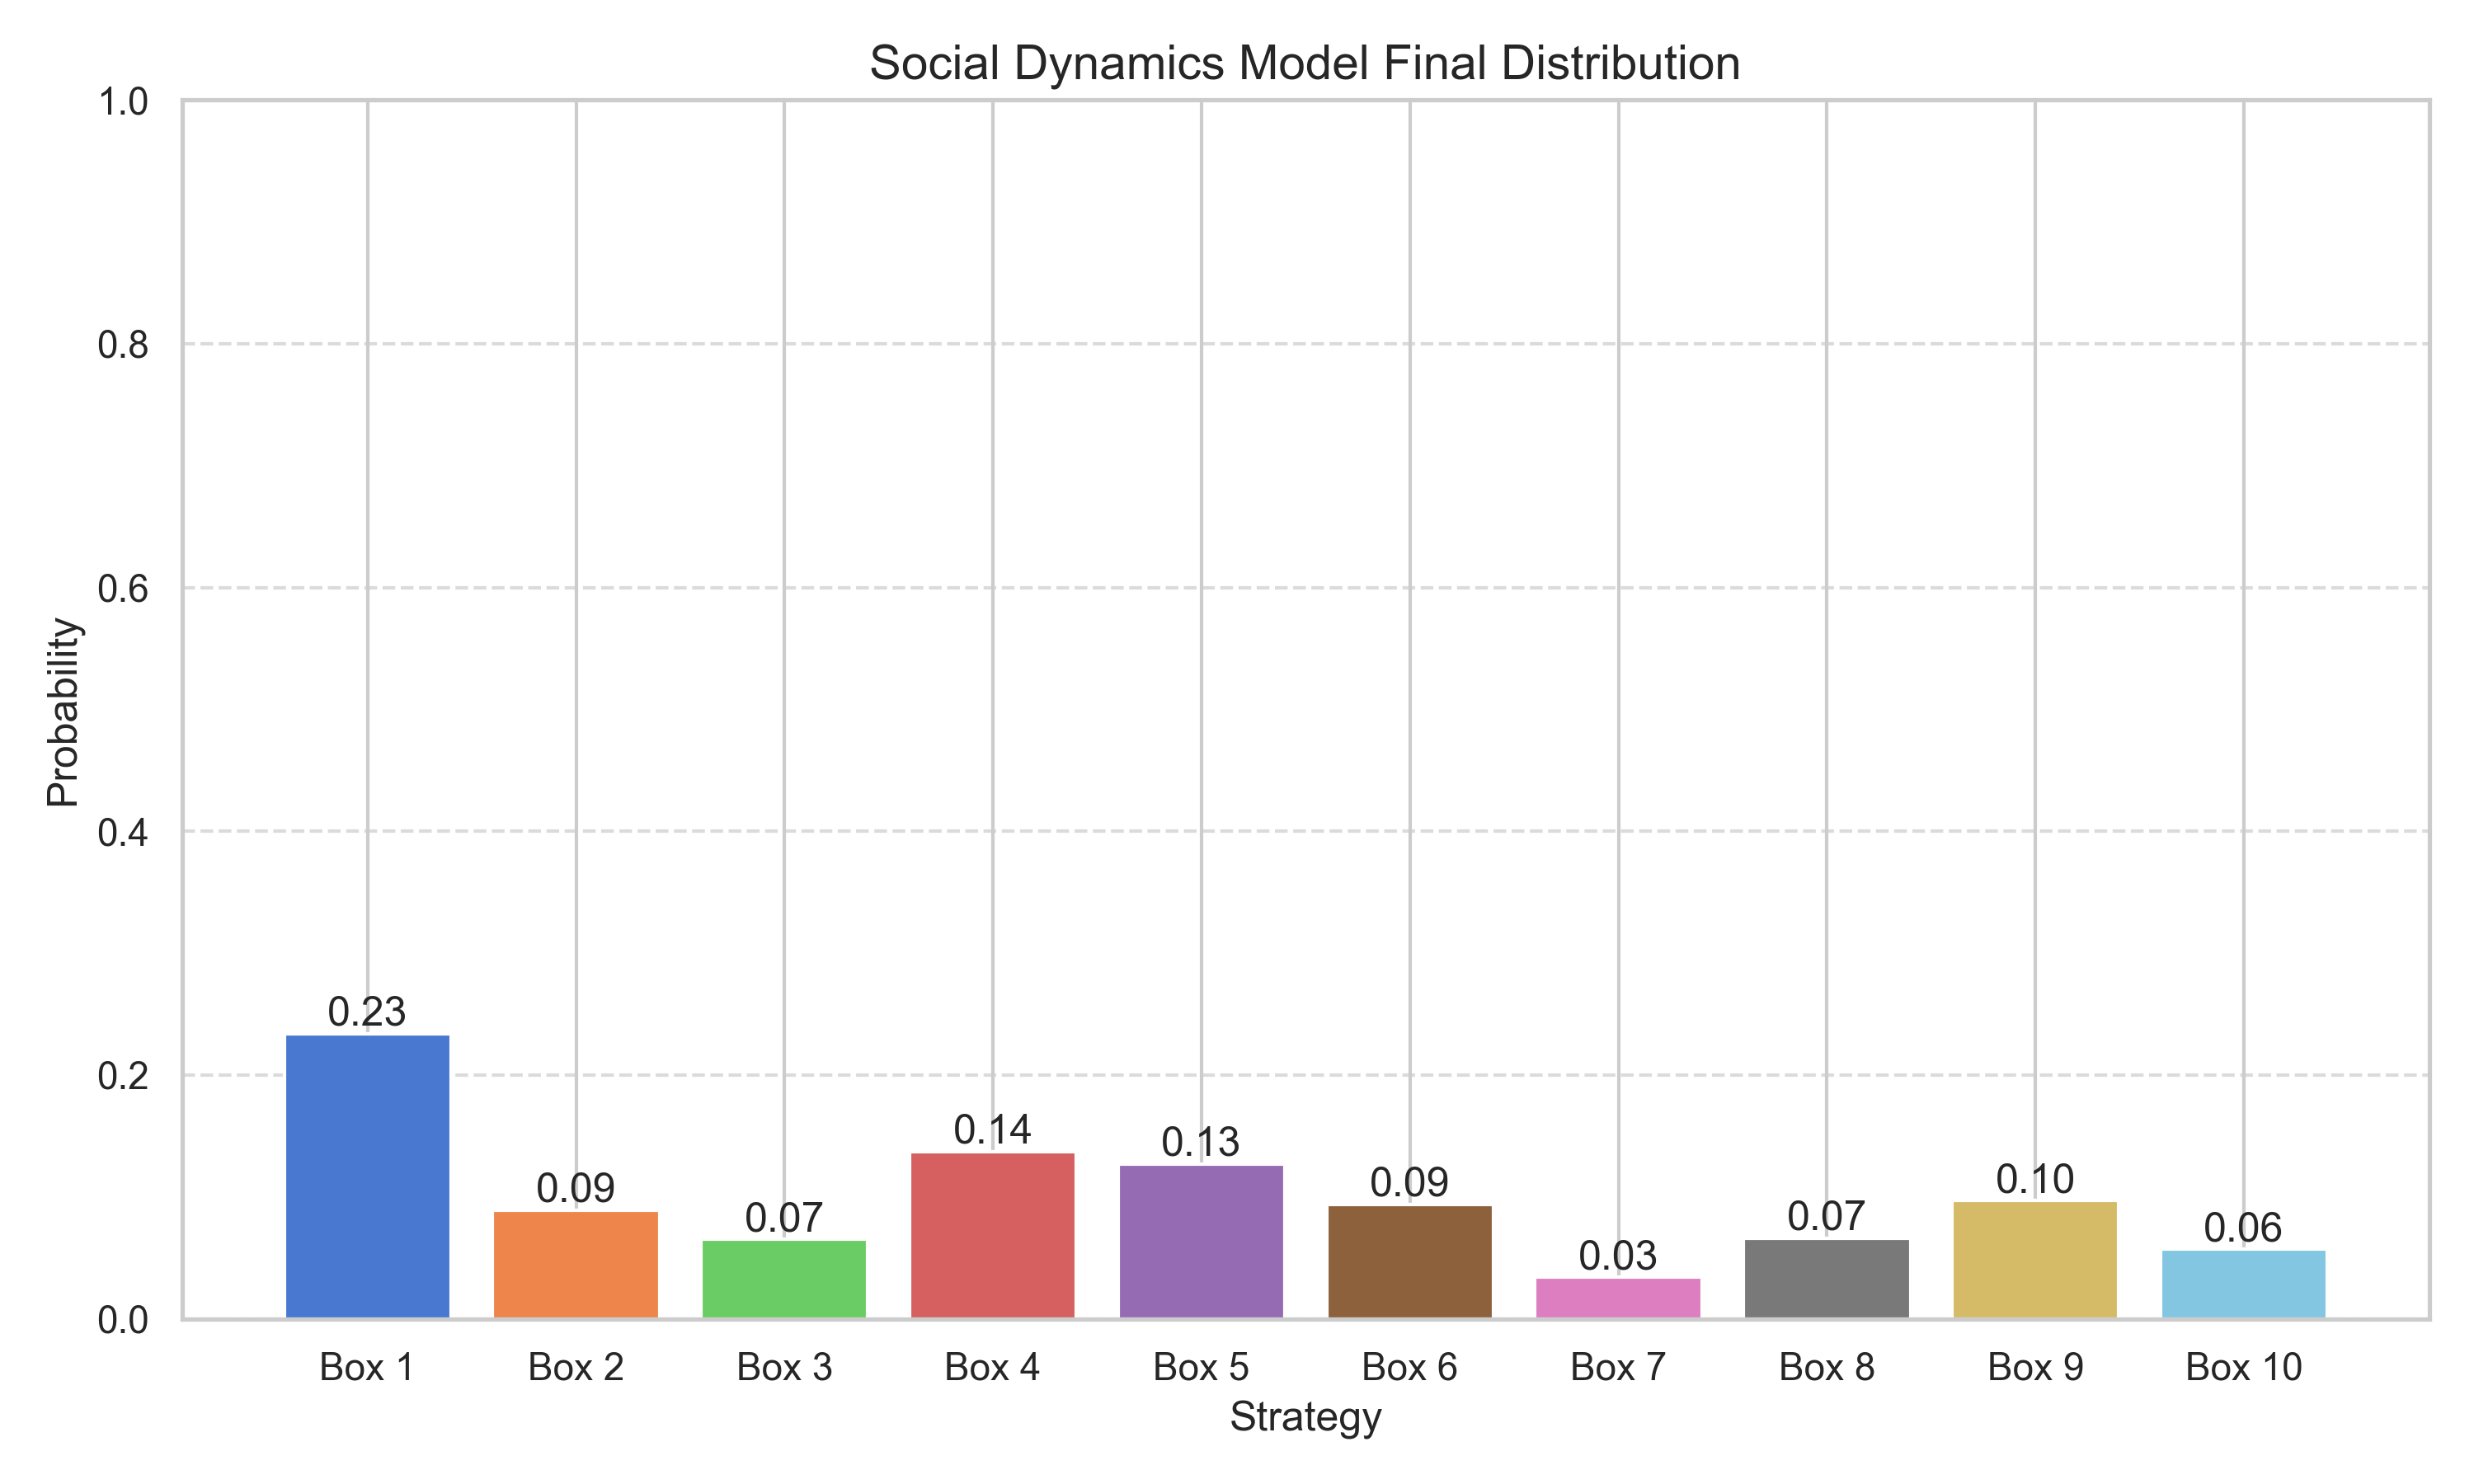 Social Dynamics Model Final Distribution
1.0
0.8
0.6
0.4
0.2
0.0
Probability
0.23
0.09
0.07
0.14
0.13
0.09
0.03
0.07
0.10
0.06
Box 1
Box 2
Box 3
Box 4
Box 5
Box 6
Box 7
Box 8
Box 9
Box 10
Strategy